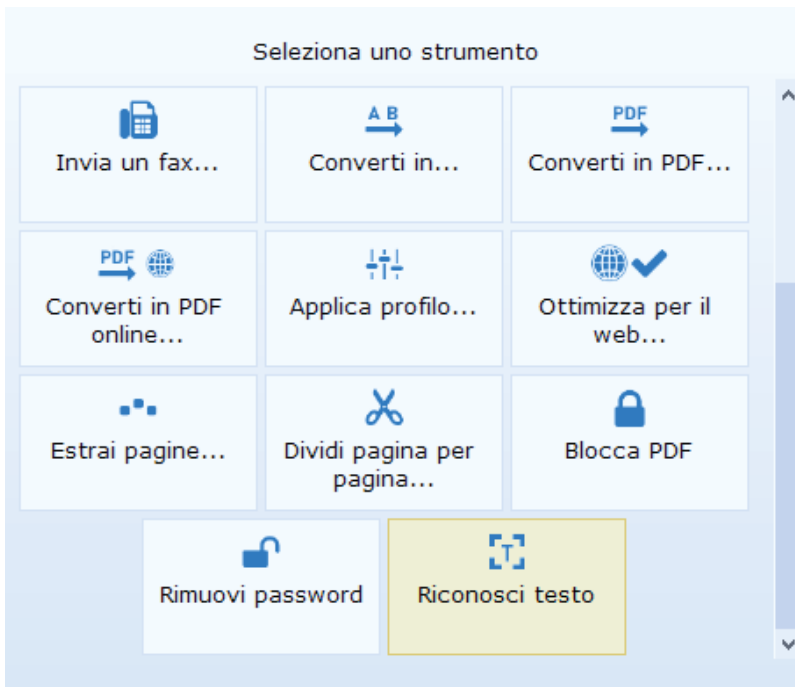 Seleziona uno strumento
Invia un fax...
A B
Converti in...
PDF
Converti in PDF...
PDF
Converti in PDF
online...
Applica profilo...
Ottimizza per il
web...
Estrai pagine...
Dividi pagina per
pagina...
Blocca PDF
Rimuovi password
T
Riconosci testo